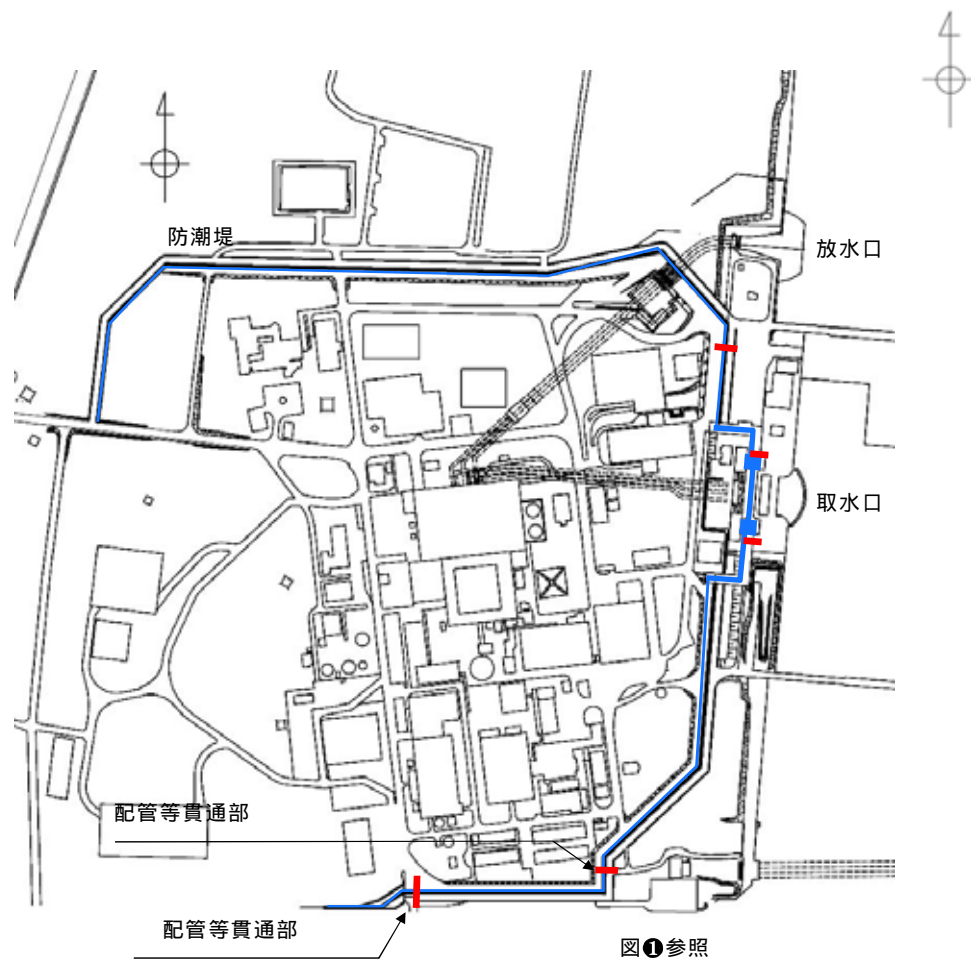 防潮堤
放水口
取水口
配管等貫通部
配管等貫通部
図❶参照